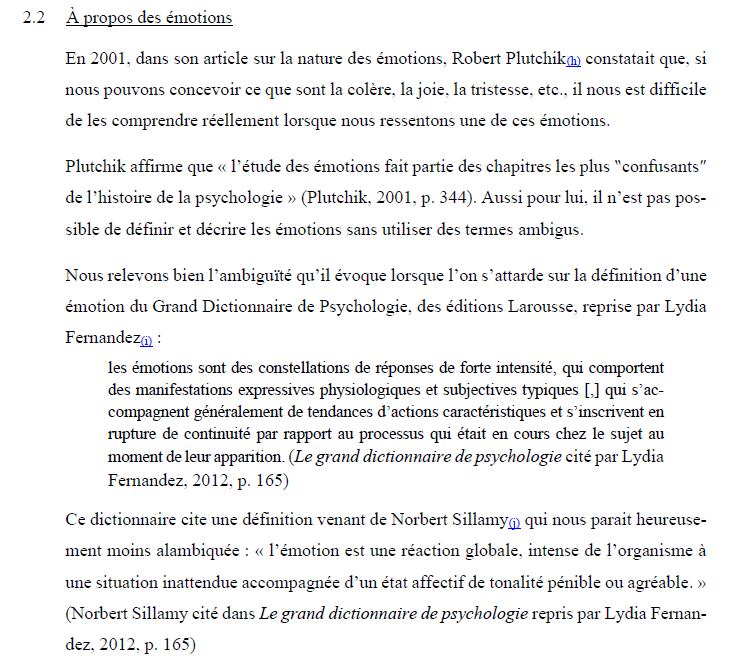 2.2 À propos des émotions
En 2001, dans son article sur la nature des émotions, Robert Plutchik(h) constatait que, si
nous pouvons concevoir ce que sont la colère, la joie, la tristesse, etc., il nous est difficile
de les comprendre réellement lorsque nous ressentons une de ces émotions.
Plutchik affirme que « l’étude des émotions fait partie des chapitres les plus "confusants"
de l’histoire de la psychologie » (Plutchik, 2001, p. 344). Aussi pour lui, il n’est pas pos-
sible de définir et décrire les émotions sans utiliser des termes ambigus.
Nous relevons bien l’ambiguïté qu’il évoque lorsque l’on s’attarde sur la définition d’une
émotion du Grand Dictionnaire de Psychologie, des éditions Larousse, reprise par Lydia
Fernandez(i) :
les émotions sont des constellations de réponses de forte intensité, qui comportent
des manifestations expressives physiologiques et subjectives typiques [,] qui s’ac-
compagnent généralement de tendances d’actions caractéristiques et s’inscrivent en
rupture de continuité par rapport au processus qui était en cours chez le sujet au
moment de leur apparition. (Le grand dictionnaire de psychologie cité par Lydia
Fernandez, 2012, p. 165)
Ce dictionnaire cite une définition venant de Norbert Sillamy(j) qui nous parait heureuse-
ment moins alambiquée : « l’émotion est une réaction globale, intense de l’organisme à
une situation inattendue accompagnée d’un état affectif de tonalité pénible ou agréable. »
(Norbert Sillamy cité dans Le grand dictionnaire de psychologie repris par Lydia Fernan-
dez, 2012, p. 165)